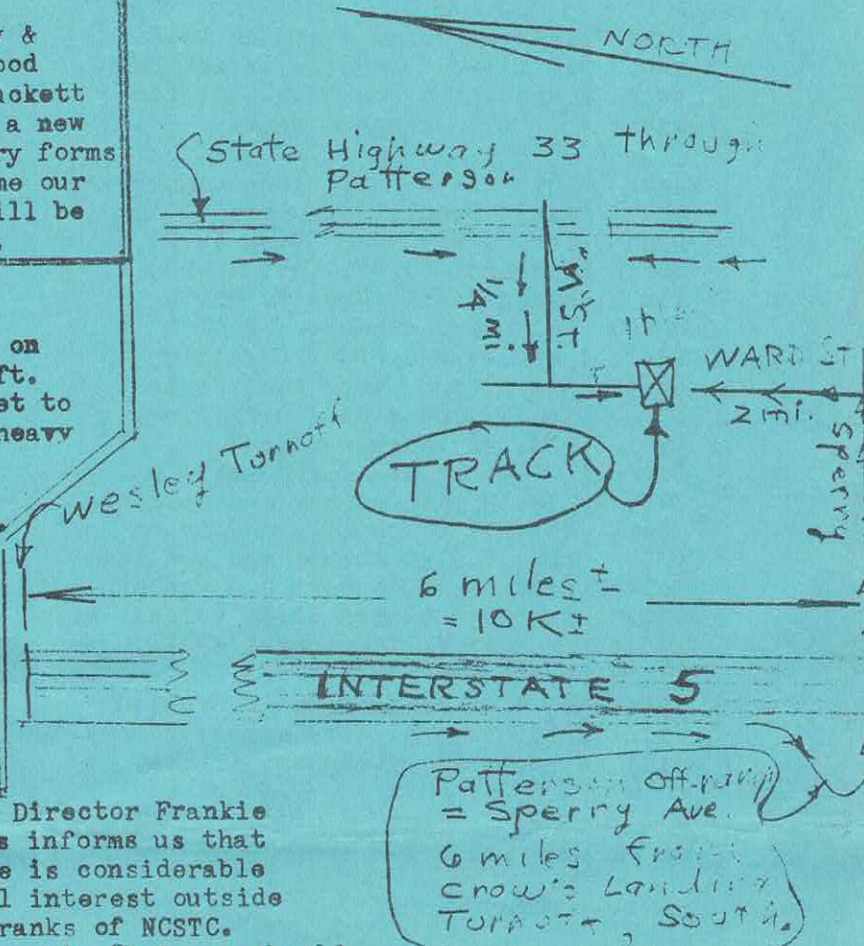 &
ood
ackett
a new
ry forms
me our
ill be
on
ft.
et to
heavy
NORTH
State Highway 33 through
Patterson
"M" St.
1/4 mi.
WARD ST
2 mi.
Sperry
TRACK
Wesley Turnoff
6 miles ±
= 10 K±
INTERSTATE 5
Patterson Off-ramp
= Sperry Ave.
6 miles from
Crow's Landing
Turnoff, South.
Director Frankie
s informs us that
e is considerable
l interest outside
ranks of NCSTC.